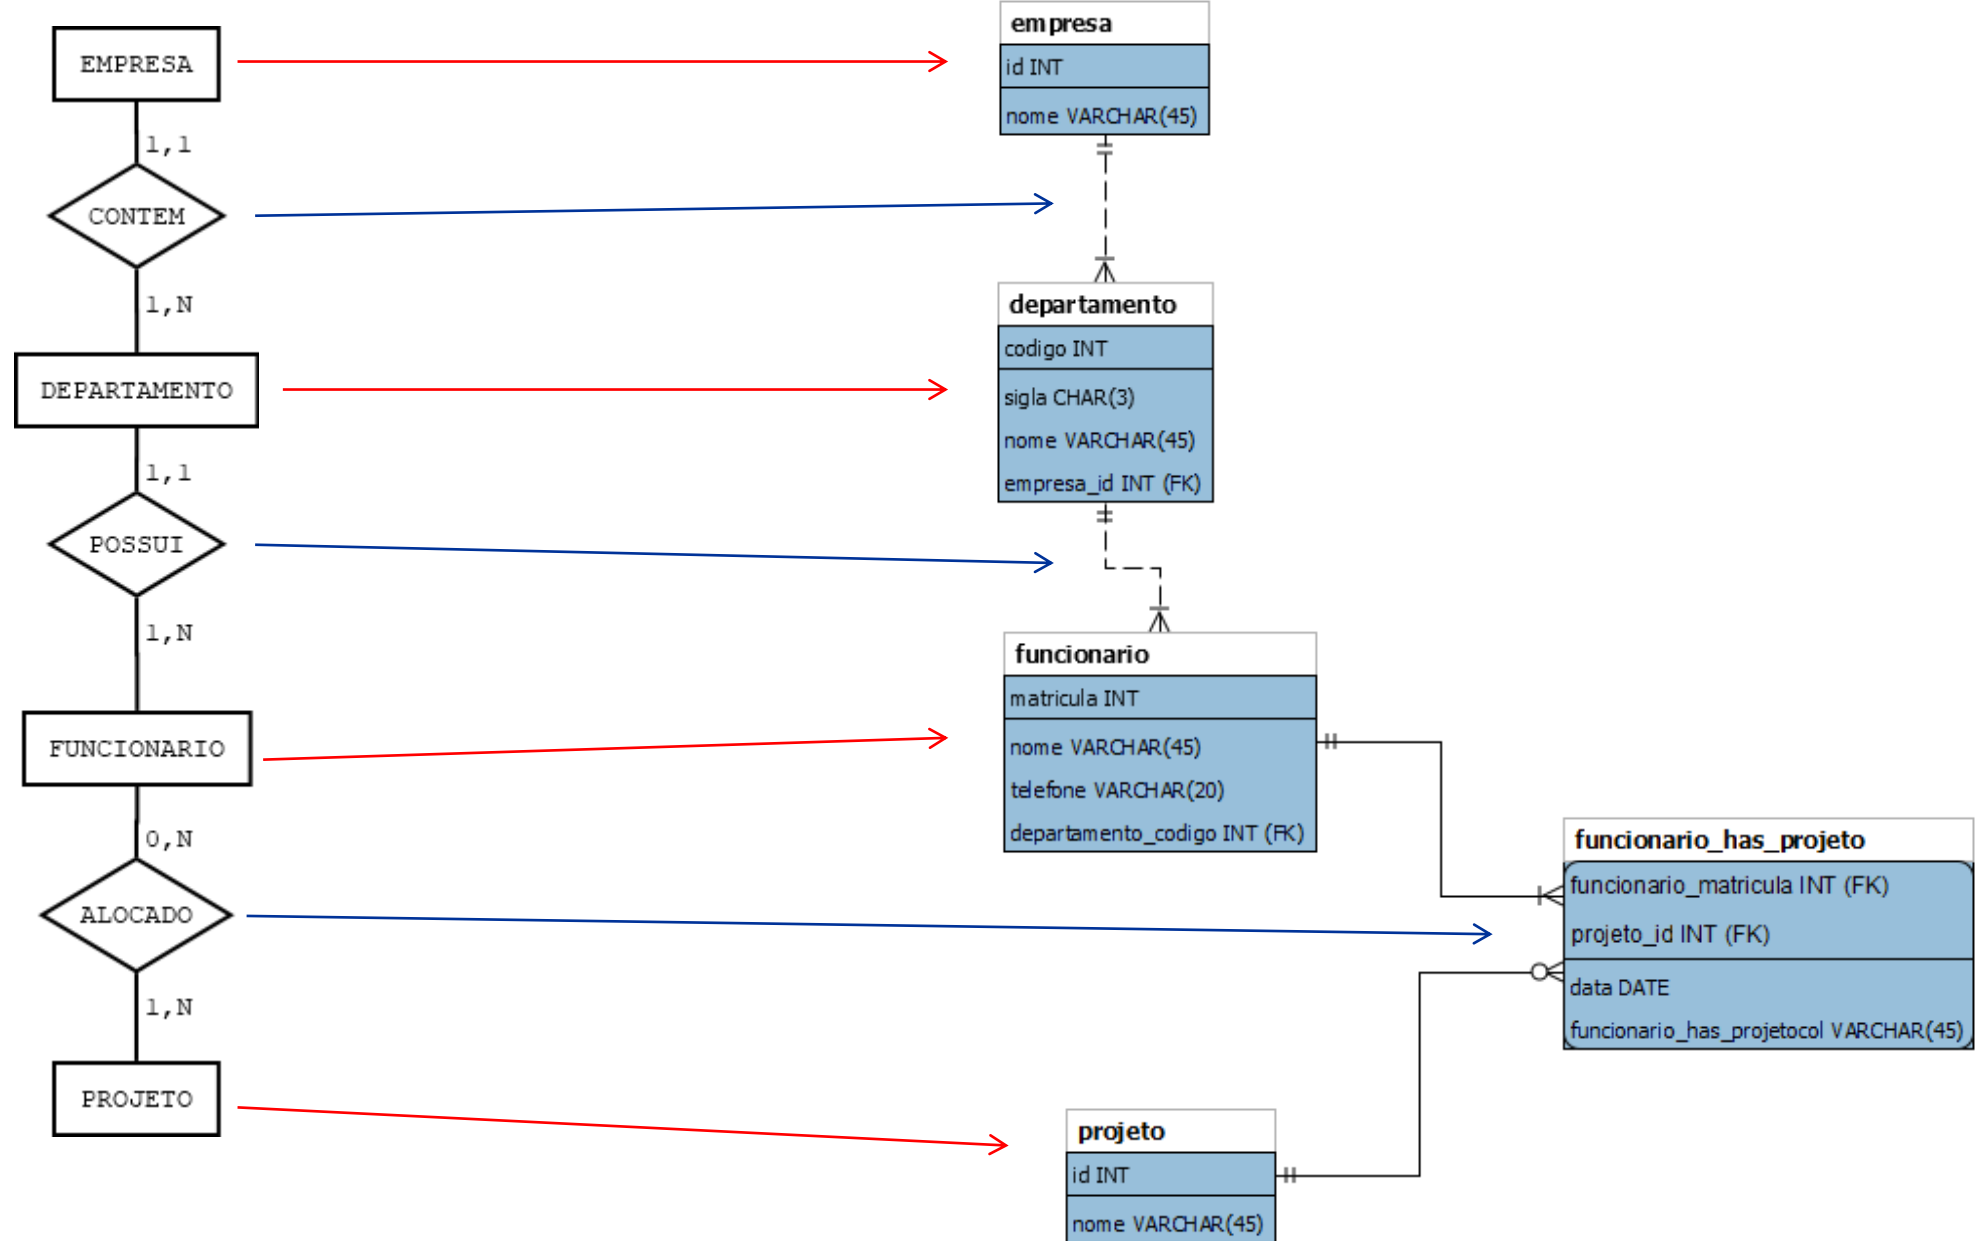 EMPRESA
1,1
CONTEM
1,N
DEPARTAMENTO
1,1
POSSUI
1,N
FUNCIONARIO
0,N
ALOCADO
1,N
PROJETO
empresa
id INT
nome VARCHAR(45)
departamento
codigo INT
sigla CHAR(3)
nome VARCHAR(45)
empresa_id INT (FK)
funcionario
matricula INT
nome VARCHAR(45)
telefone VARCHAR(20)
departamento_codigo INT (FK)
funcionario_has_projeto
funcionario_matricula INT (FK)
projeto_id INT (FK)
data DATE
funcionario_has_projetocol VARCHAR(45)
projeto
id INT
nome VARCHAR(45)